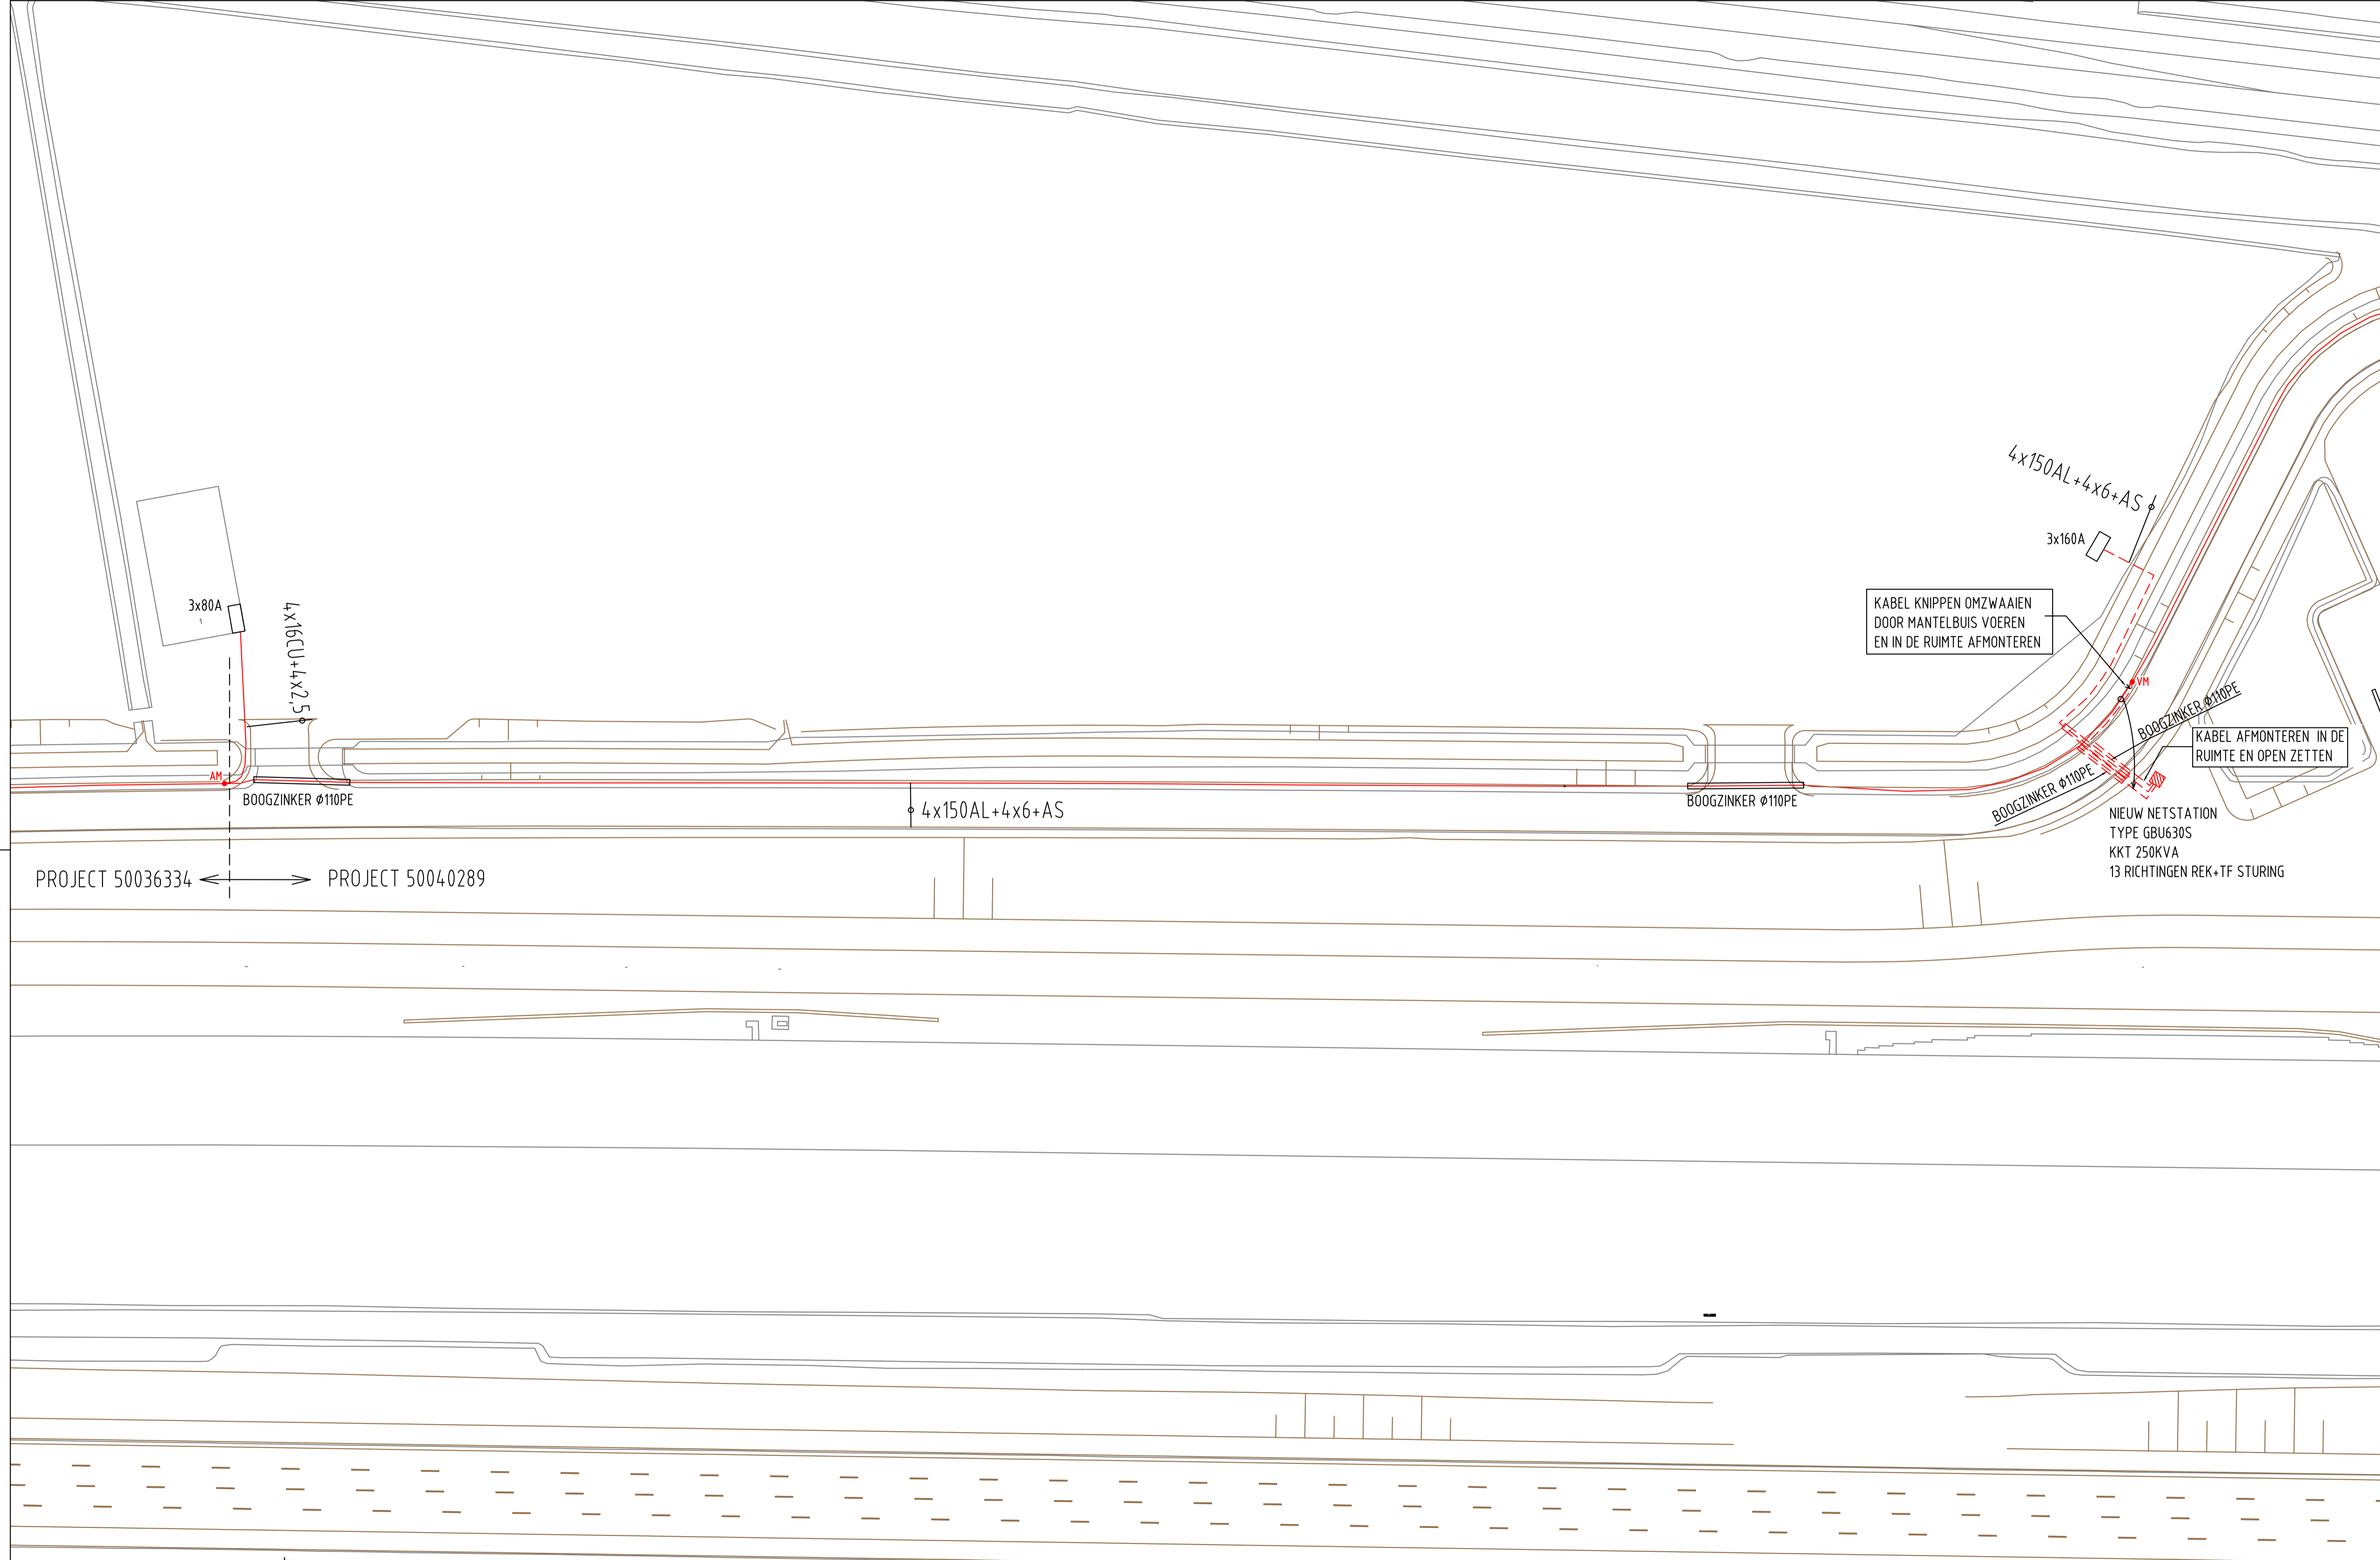 4x150AL+4x6+AS
3x160A
KABEL KNIPPEN OMZWAAIEN
DOOR MANTELBUIS VOEREN
EN IN DE RUIMTE AFMONTEREN
3x80A
1
4x16CU+4x2,5
VM
BOOGZINKER Ø110PE
KABEL AFMONTEREN IN DE
RUIMTE EN OPEN ZETTEN
AM
BOOGZINKER Ø110PE
4x150AL+4x6+AS
BOOGZINKER Ø110PE
BOOGZINKER Ø110PE
NIEUW NETSTATION
TYPE GBU630S
KKT 250KVA
13 RICHTINGEN REK+TF STURING
PROJECT 50036334
PROJECT 50040289